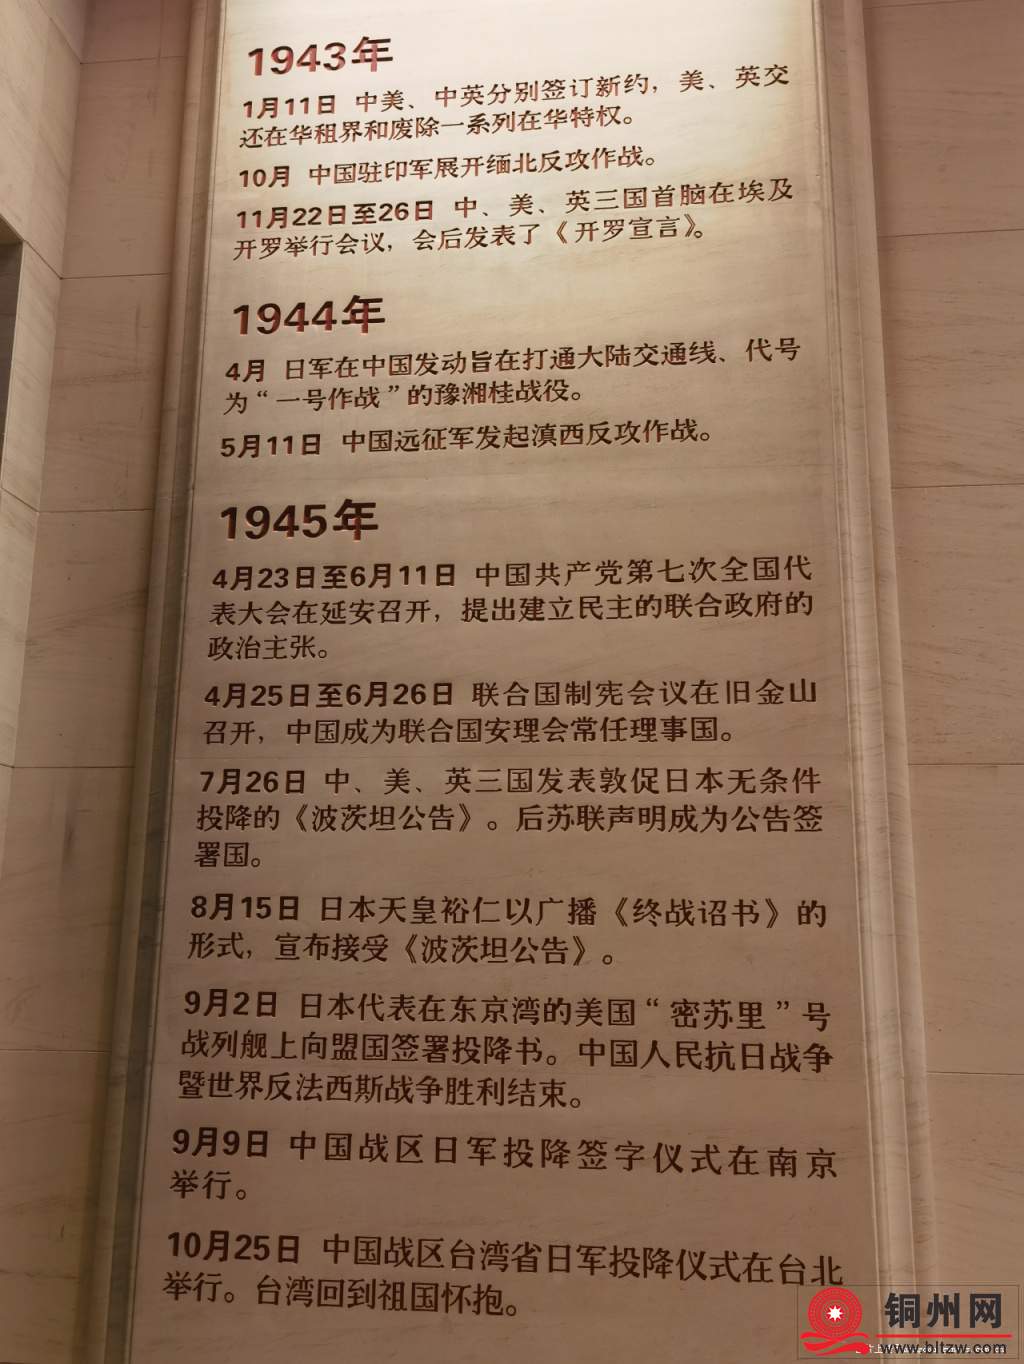 1943年
1月11日 中美、中英分别签订新约，美、英交
还在华租界和废除一系列在华特权。
10月 中国驻印军展开缅北反攻作战。
11月22日至26日 中、美、英三国首脑在埃及
开罗举行会议，会后发表了《开罗宣言》。
1944年
4月 日军在中国发动旨在打通大陆交通线、代号
为“一号作战”的豫湘桂战役。
5月11日 中国远征军发起滇西反攻作战。
1945年
4月23日至6月11日 中国共产党第七次全国代
表大会在延安召开，提出建立民主的联合政府的
政治主张。
4月25日至6月26日 联合国制宪会议在旧金山
召开，中国成为联合国安理会常任理事国。
7月26日 中、美、英三国发表敦促日本无条件
投降的《波茨坦公告》。后苏联声明成为公告签
署国。
8月15日 日本天皇裕仁以广播《终战诏书》的
形式，宣布接受《波茨坦公告》。
9月2日 日本代表在东京湾的美国“密苏里”号
战列舰上向盟国签署投降书。中国人民抗日战争
暨世界反法西斯战争胜利结束。
9月9日 中国战区日军投降签字仪式在南京
举行。
10月25日 中国战区台湾省日军投降仪式在台北
举行。台湾回到祖国怀抱。
铜州网
www.bltzw.com